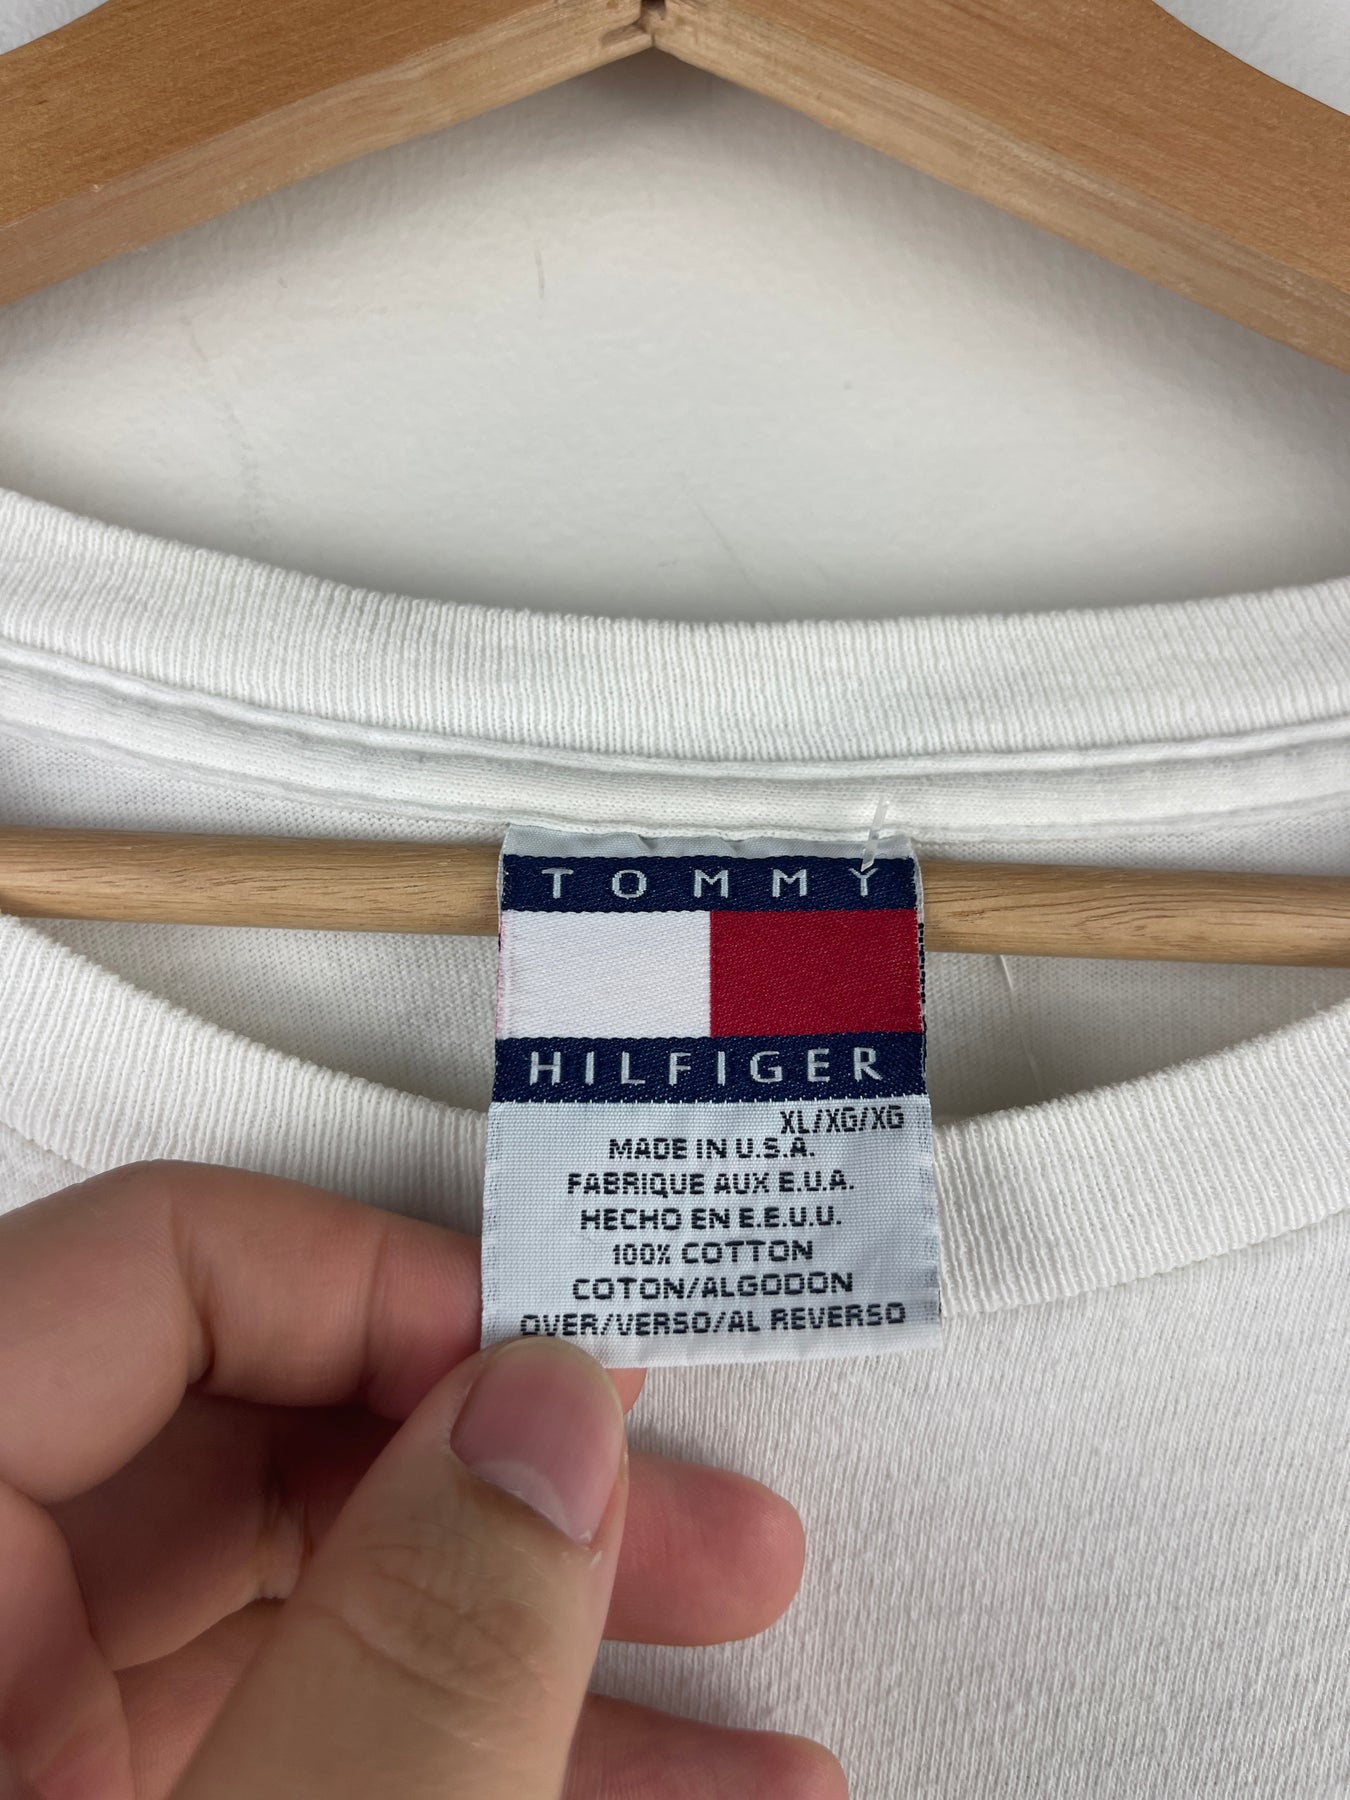 TOMMY
HILFIGER
XL/XG/XG
MADE IN U.S.A.
FABRIQUE AUX E.U.A.
HECHO EN E.E.U.U.
100% COTTON
COTON/ALGODON
OVER/VERSO/AL REVERSO